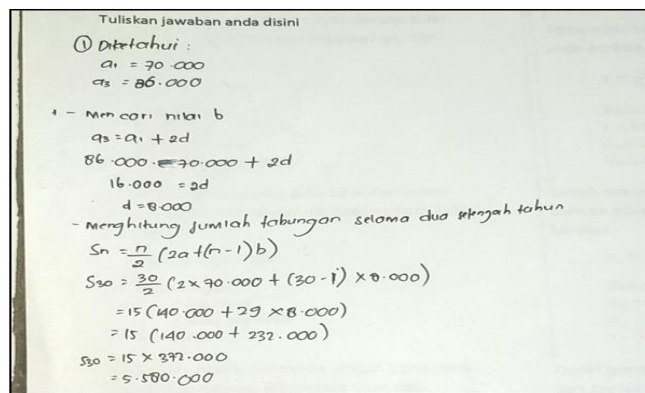 Tuliskan jawaban anda disini
① Diketahui :
a₁ = 70.000
a₃ = 86.000
- Mencari nilai b
a₃ = a₁ + 2d
86.000 = 70.000 + 2d
16.000 = 2d
d = 8.000
- Menghitung Jumlah tabungan selama dua setengah tahun
Sn = n/2 (2a + (n-1) b)
S30 = 30/2 (2 × 70.000 + (30 - 1) × 8.000)
= 15 (140.000 + 29 × 8.000)
= 15 (140.000 + 232.000)
S30 = 15 × 372.000
= 5.580.000